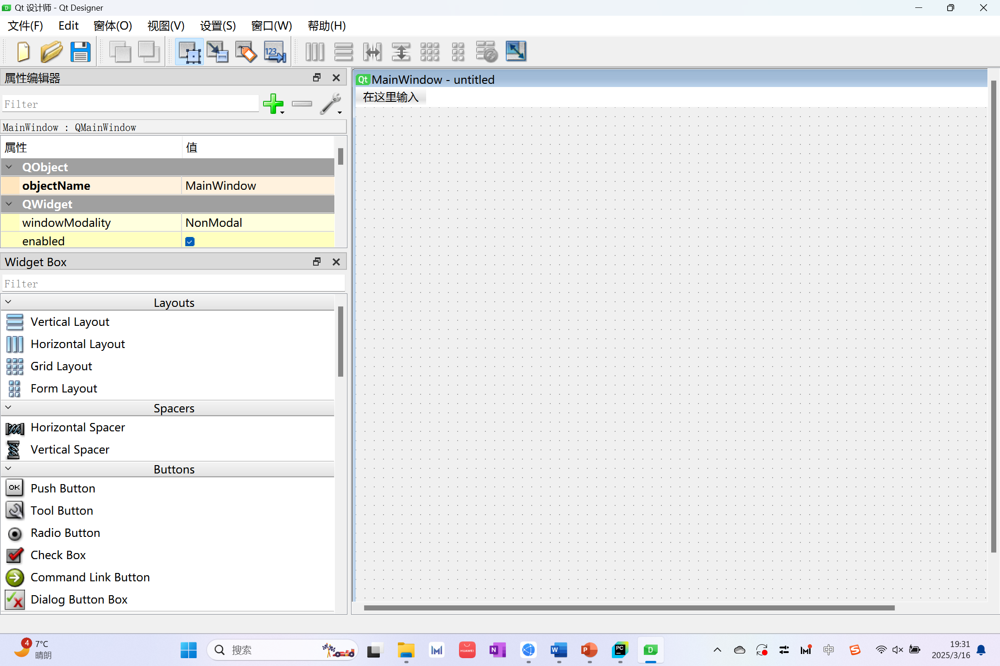 Qt 设计师 - Qt Designer
文件(F) Edit 窗体(O) 视图(V) 设置(S) 窗口(W) 帮助(H)
123
属性编辑器
Filter
MainWindow : QMainWindow
属性 值
QObject
objectName MainWindow
QWidget
windowModality NonModal
enabled
Widget Box
Filter
Layouts
Vertical Layout
Horizontal Layout
Grid Layout
Form Layout
Spacers
Horizontal Spacer
Vertical Spacer
Buttons
OK Push Button
Tool Button
Radio Button
Check Box
Command Link Button
Dialog Button Box
Qt MainWindow - untitled
在这里输入
4 7°C
晴朗
搜索
HUAWEI
N
W
P
PC
D
中
S
19:31
2025/3/16